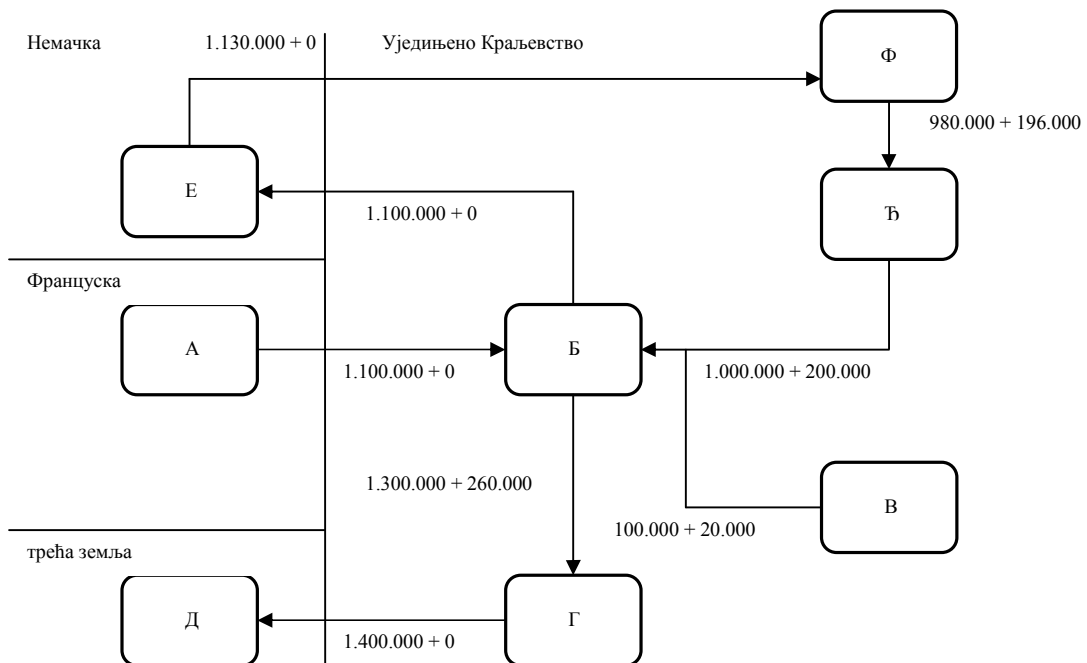 Немачка
1.130.000 + 0
Уједињено Краљевство
Ф
980.000 + 196.000
Е
Ђ
1.100.000 + 0
Француска
А
Б
1.100.000 + 0
1.000.000 + 200.000
1.300.000 + 260.000
В
100.000 + 20.000
трећа земља
Д
Г
1.400.000 + 0